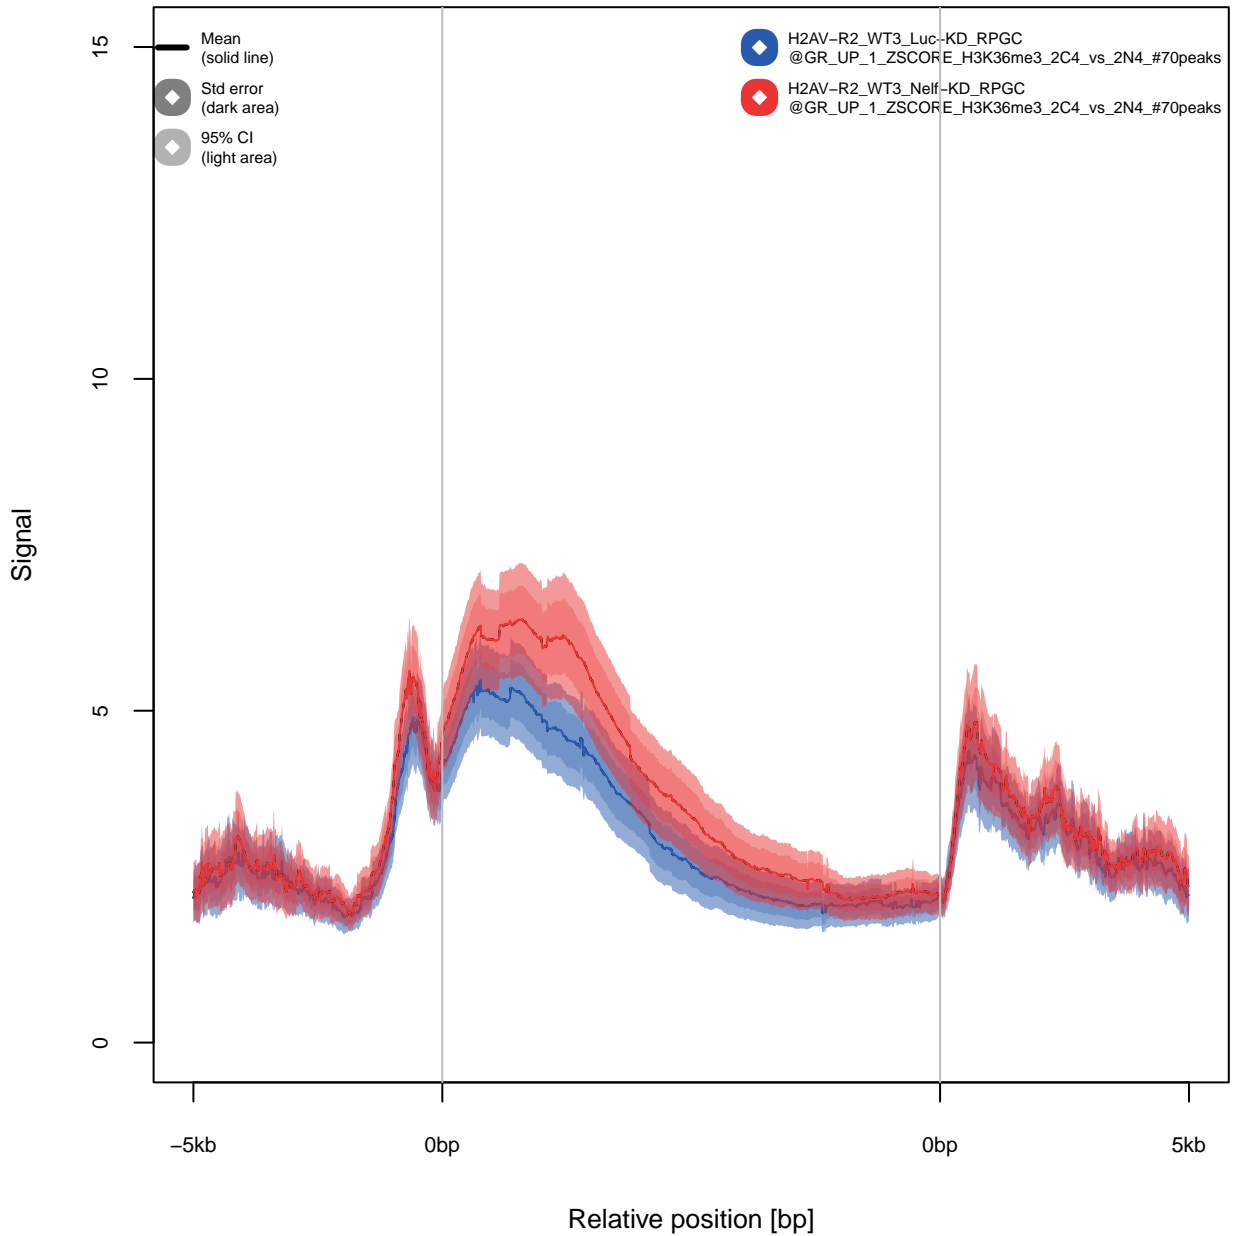 Mean
(solid line)
Std error
(dark area)
95% CI
(light area)
H2AV−R2_WT3_Luc−KD_RPGC
@GR_UP_1_ZSCORE_H3K36me3_2C4_vs_2N4_#70peaks
H2AV−R2_WT3_Nelf−KD_RPGC
@GR_UP_1_ZSCORE_H3K36me3_2C4_vs_2N4_#70peaks
15
10
5
0
Signal
−5kb
0bp
0bp
5kb
Relative position [bp]